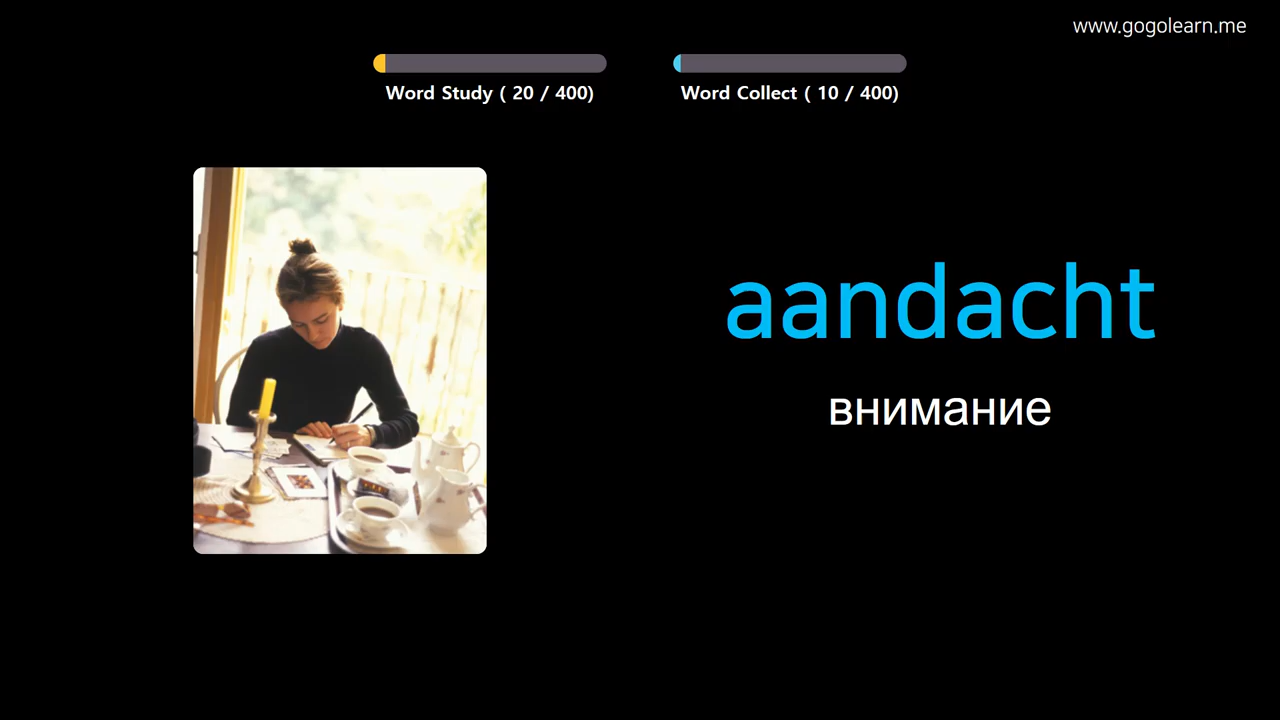 www.gogolearn.me
Word Study ( 20 / 400)
Word Collect ( 10 / 400)
aandacht
внимание